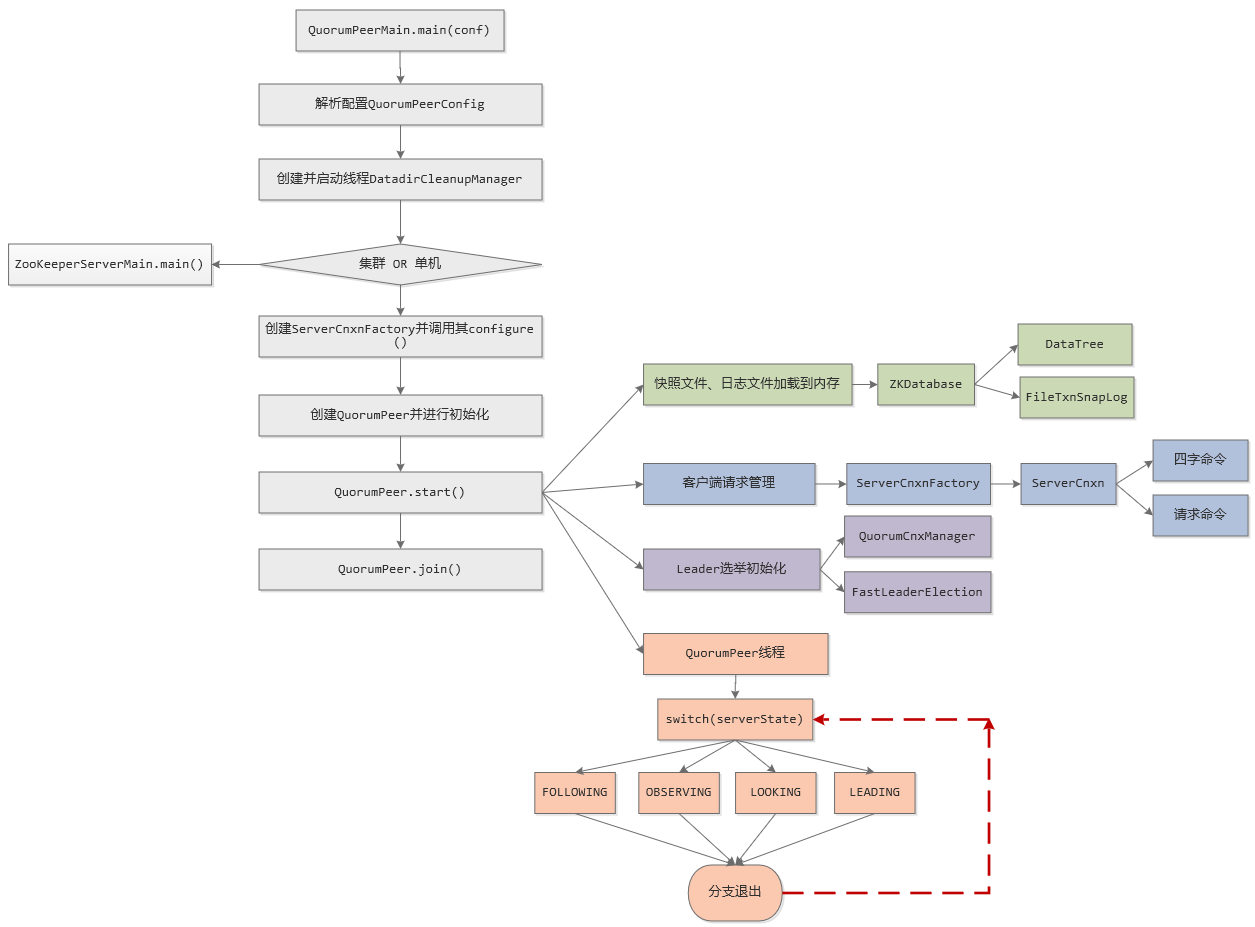 QuorumPeerMain.main(conf)
解析配置QuorumPeerConfig
创建并启动线程DatadirCleanupManager
集群 OR 单机
ZooKeeperServerMain.main()
创建ServerCnxnFactory并调用其configure
()
创建QuorumPeer并进行初始化
QuorumPeer.start()
QuorumPeer.join()
快照文件、日志文件加载到内存
ZKDatabase
DataTree
FileTxnSnapLog
客户端请求管理
ServerCnxnFactory
ServerCnxn
四字命令
请求命令
Leader选举初始化
QuorumCnxManager
FastLeaderElection
QuorumPeer线程
switch(serverState)
FOLLOWING
OBSERVING
LOOKING
LEADING
分支退出